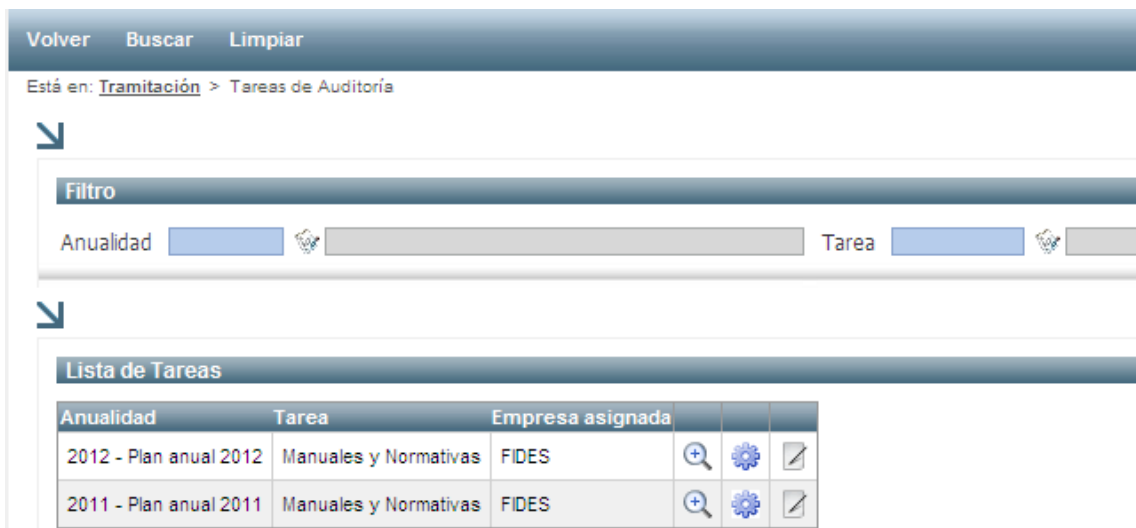 Volver Buscar Limpiar
Está en: Tramitación > Tareas de Auditoría
Filtro
Anualidad Tarea
Lista de Tareas
Anualidad Tarea Empresa asignada
2012 - Plan anual 2012 Manuales y Normativas FIDES
2011 - Plan anual 2011 Manuales y Normativas FIDES